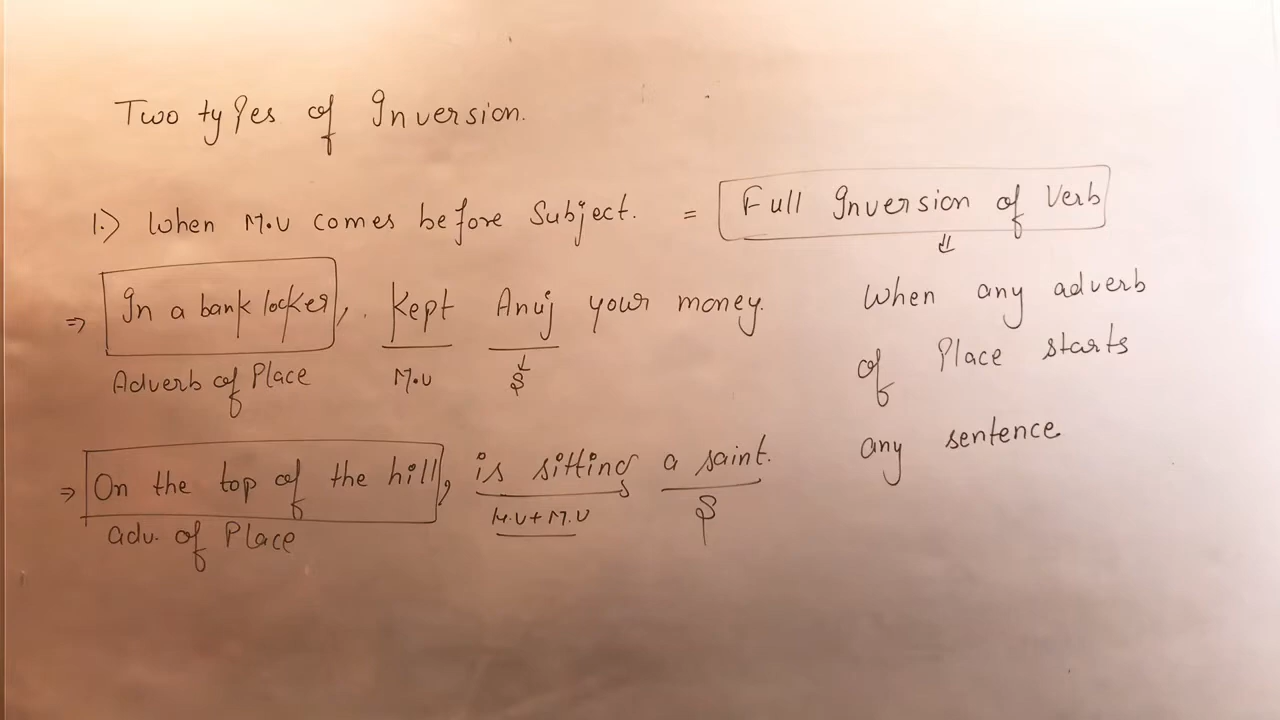 Two types of Inversion.
1.) When M.V comes before Subject. = Full Inversion of Verb
⇓
⇒ In a bank locker, . Kept Anuj your money.
Adverb of Place M.V ↓ S
When any adverb
of Place starts
any sentence
⇒ On the top of the hill, is sitting a saint.
adv. of Place H.V + M.V S